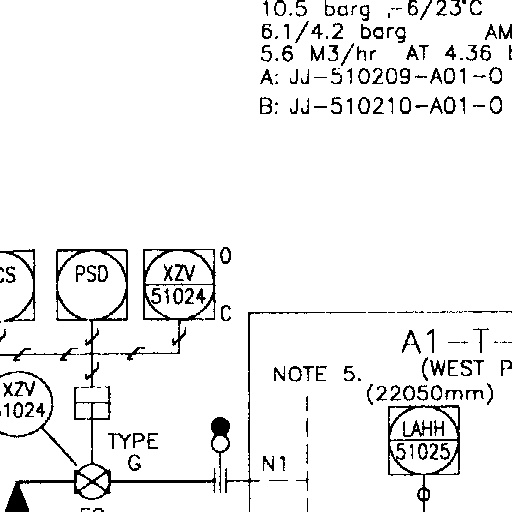 10.5 barg ,-6/23°C
6.1/4.2 barg AM
5.6 M3/hr AT 4.36
A: JJ-510209-A01-0
B: JJ-510210-A01-0
CS
PSD
XZV
51024
O
C
A1-T-
(WEST P
NOTE 5.
(22050mm)
XZV
51024
LAHH
51025
TYPE
G
N1